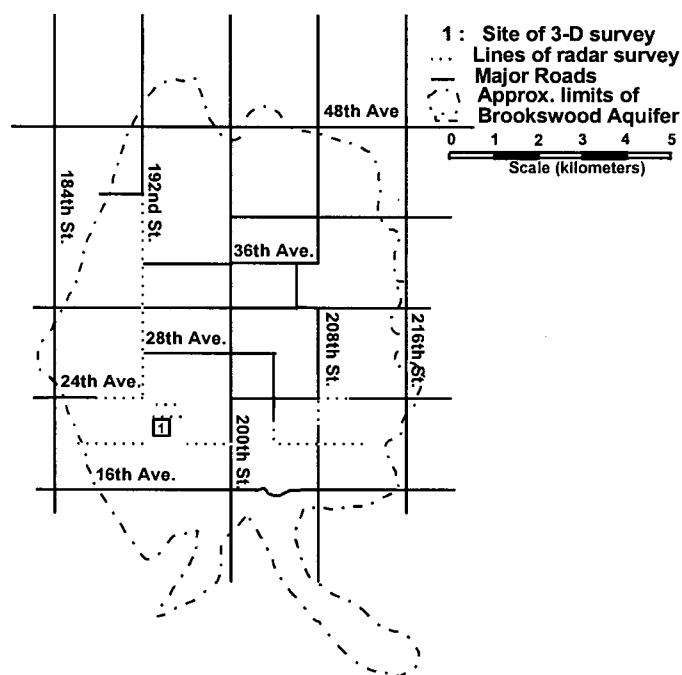 1 : Site of 3-D survey
Lines of radar survey
Major Roads
Approx. limits of
Brookswood Aquifer
0 1 2 3 4 5
Scale (kilometers)
48th Ave
184th St.
192nd St.
36th Ave.
28th Ave.
208th St.
216th St.
24th Ave.
1
200th St.
16th Ave.